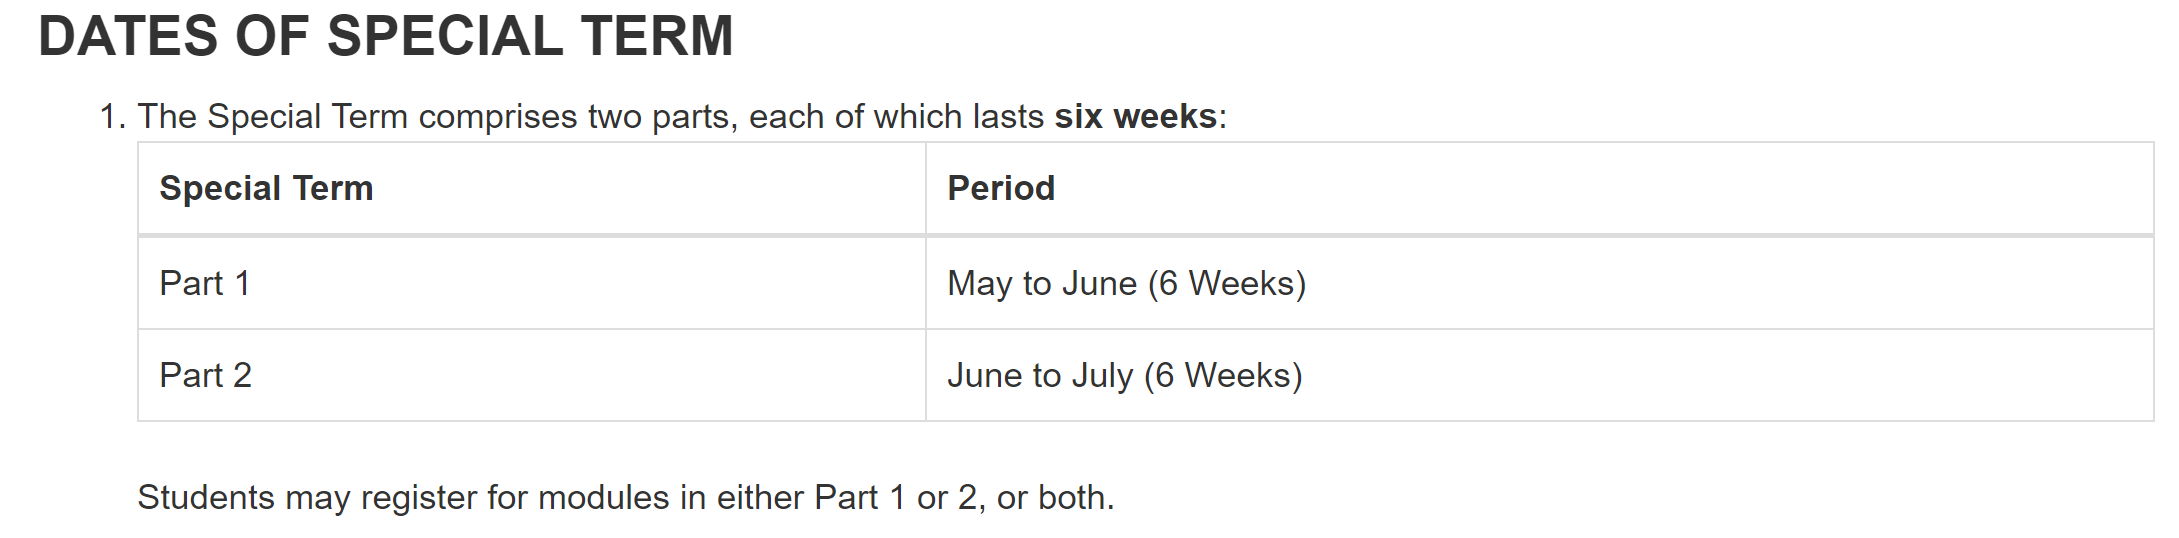 DATES OF SPECIAL TERM
1. The Special Term comprises two parts, each of which lasts six weeks:
Special Term Period
Part 1 May to June (6 Weeks)
Part 2 June to July (6 Weeks)
Students may register for modules in either Part 1 or 2, or both.